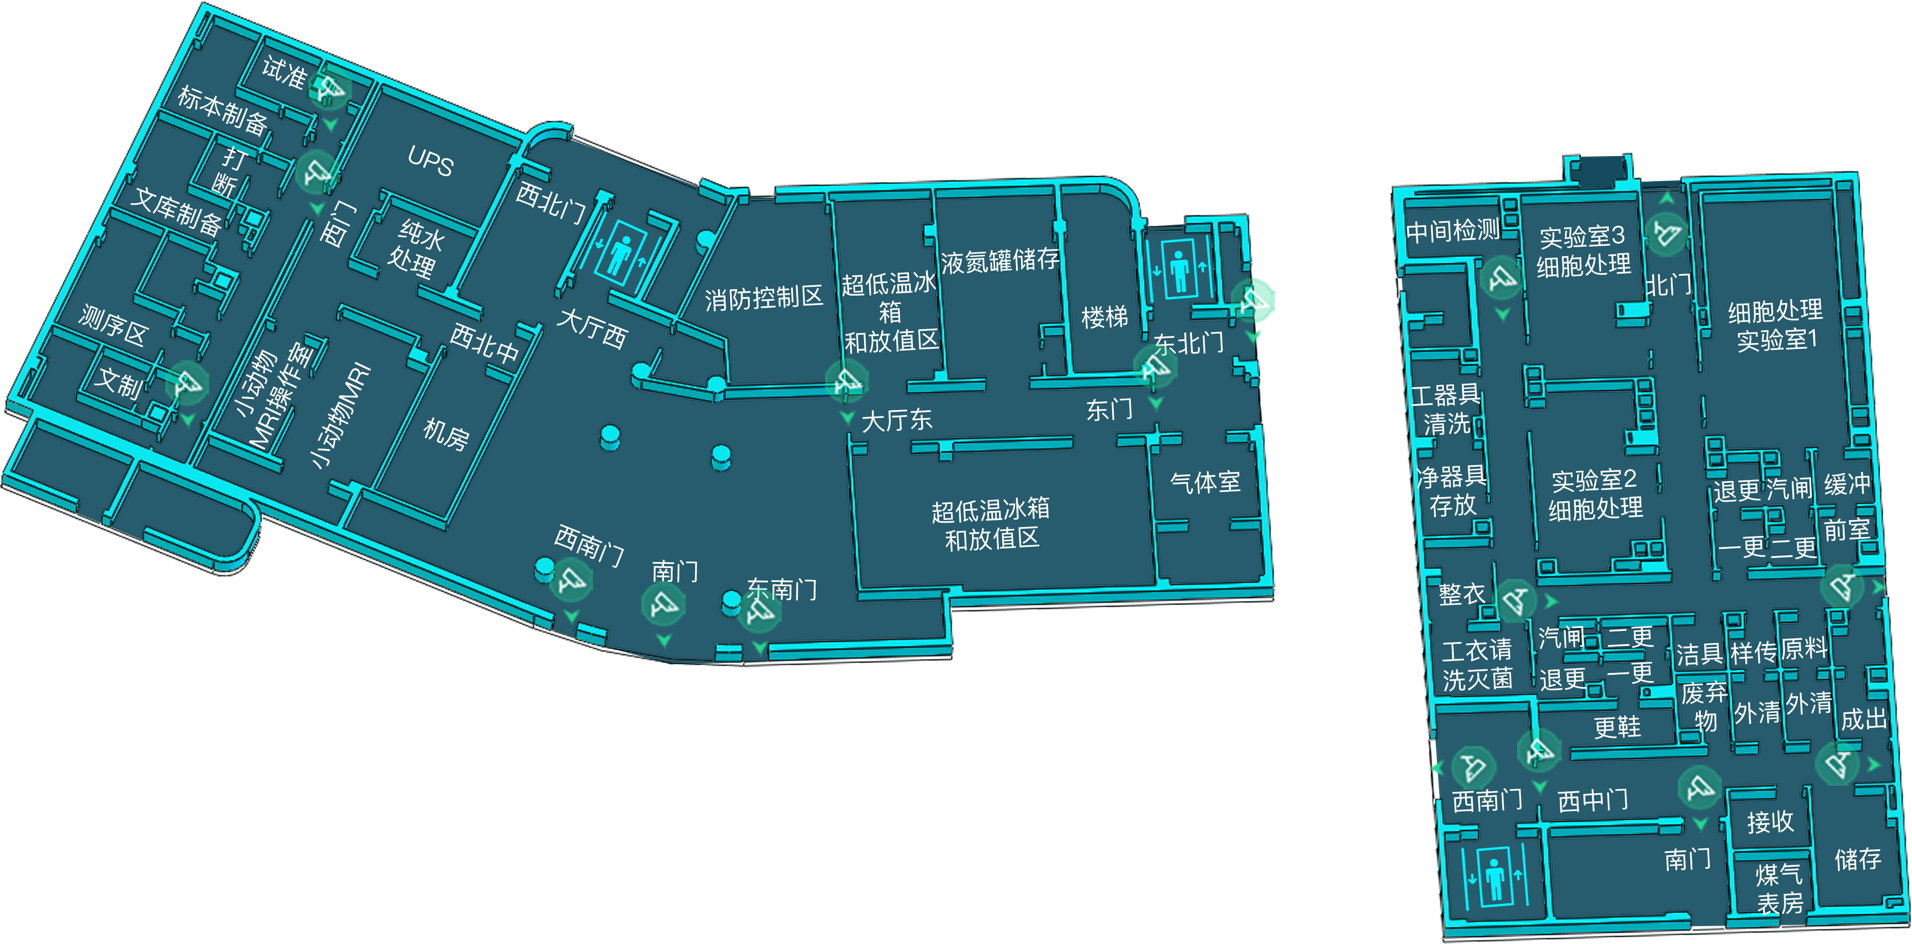 试准
标本制备
打
断
文库制备
测序区
文制
UPS
西门
纯水
处理
西北门
西北中
大厅西
小动物
MRI操作室
小动物MRI
机房
消防控制区
超低温冰
箱
和放值区
液氮罐储存
楼梯
东北门
大厅东
东门
超低温冰箱
和放值区
气体室
西南门
南门
东南门
中间检测
实验室3
细胞处理
北门
细胞处理
实验室1
工器具
清洗
净器具
存放
实验室2
细胞处理
退更
汽闸
缓冲
一更
二更
前室
整衣
工衣请
洗灭菌
汽闸
二更
退更
一更
洁具
样传
原料
废弃
物
外清
外清
成出
更鞋
西南门
西中门
南门
接收
煤气
表房
储存